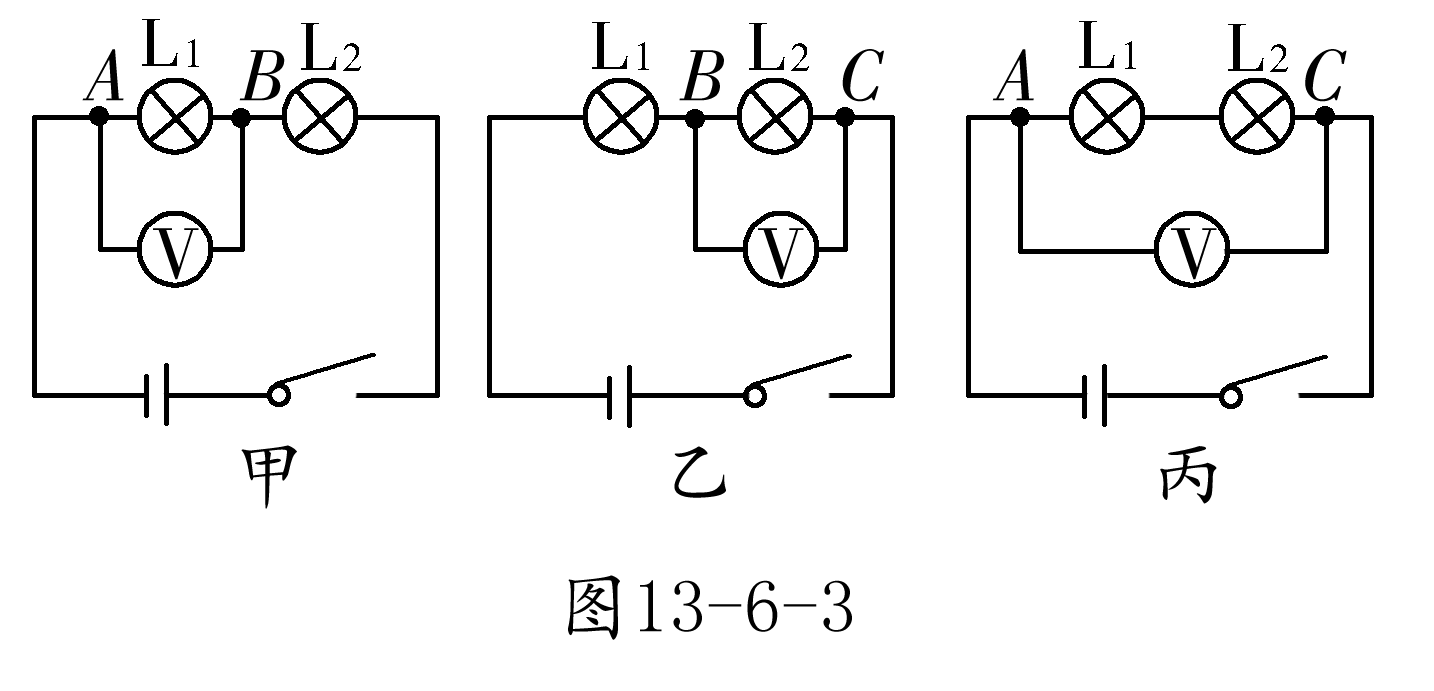 L₁ L₂ L₁ L₂ L₁ L₂
A B B C A C
V V V
甲 乙 丙
图13-6-3